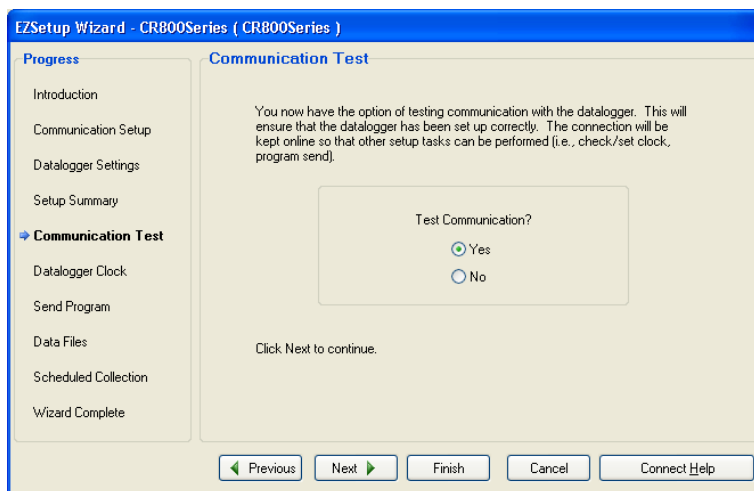 EZSetup Wizard - CR800Series ( CR800Series )
Progress
Introduction
Communication Setup
Datalogger Settings
Setup Summary
Communication Test
Datalogger Clock
Send Program
Data Files
Scheduled Collection
Wizard Complete
Communication Test
You now have the option of testing communication with the datalogger. This will
ensure that the datalogger has been set up correctly. The connection will be
kept online so that other setup tasks can be performed (i.e., check/set clock,
program send).
Test Communication?
Yes
No
Click Next to continue.
Previous
Next
Finish
Cancel
Connect Help